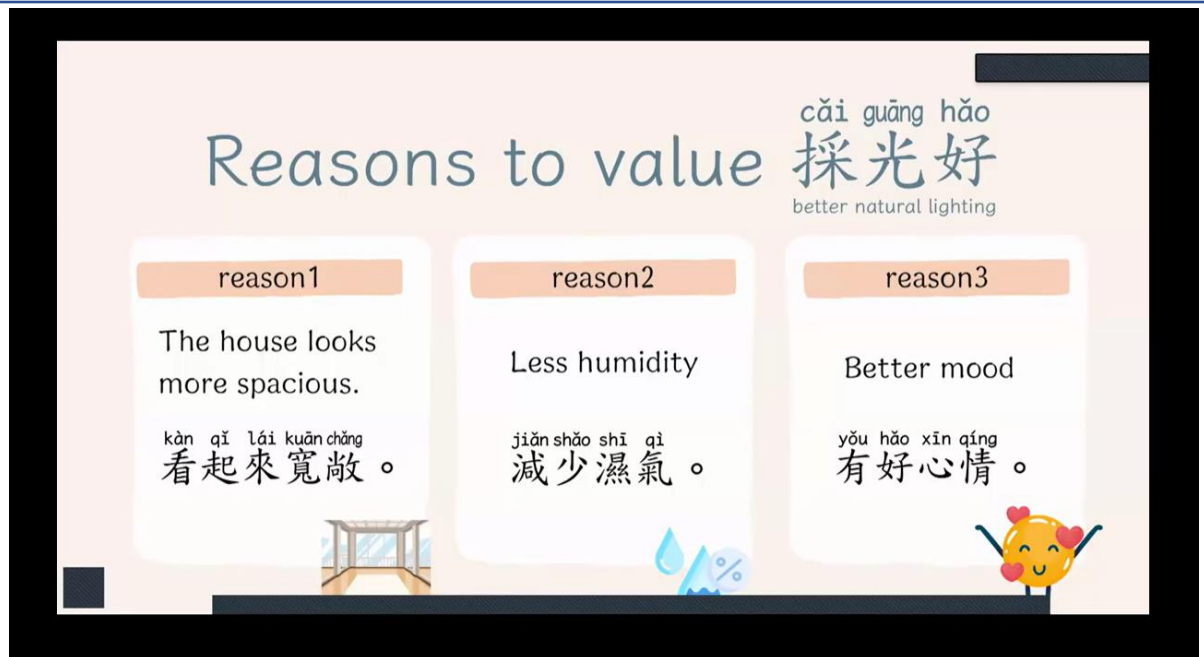 cǎi guāng hǎo
Reasons to value 採光好
better natural lighting
reason1
The house looks
more spacious.
kàn qǐ lái kuān chǎng
看起來寬敞。
reason2
Less humidity
jiǎn shǎo shī qì
減少濕氣。
reason3
Better mood
yǒu hǎo xīn qíng
有好心情。
%